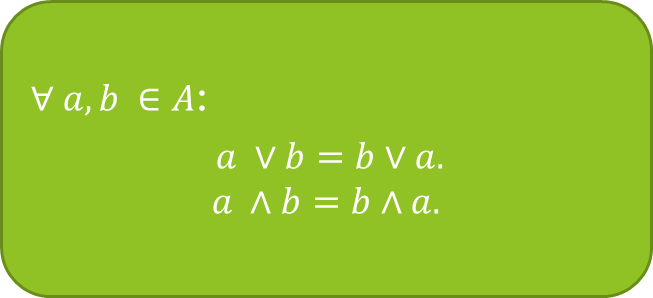 ∀ a, b ∈ A:
a ∨ b = b ∨ a.
a ∧ b = b ∧ a.